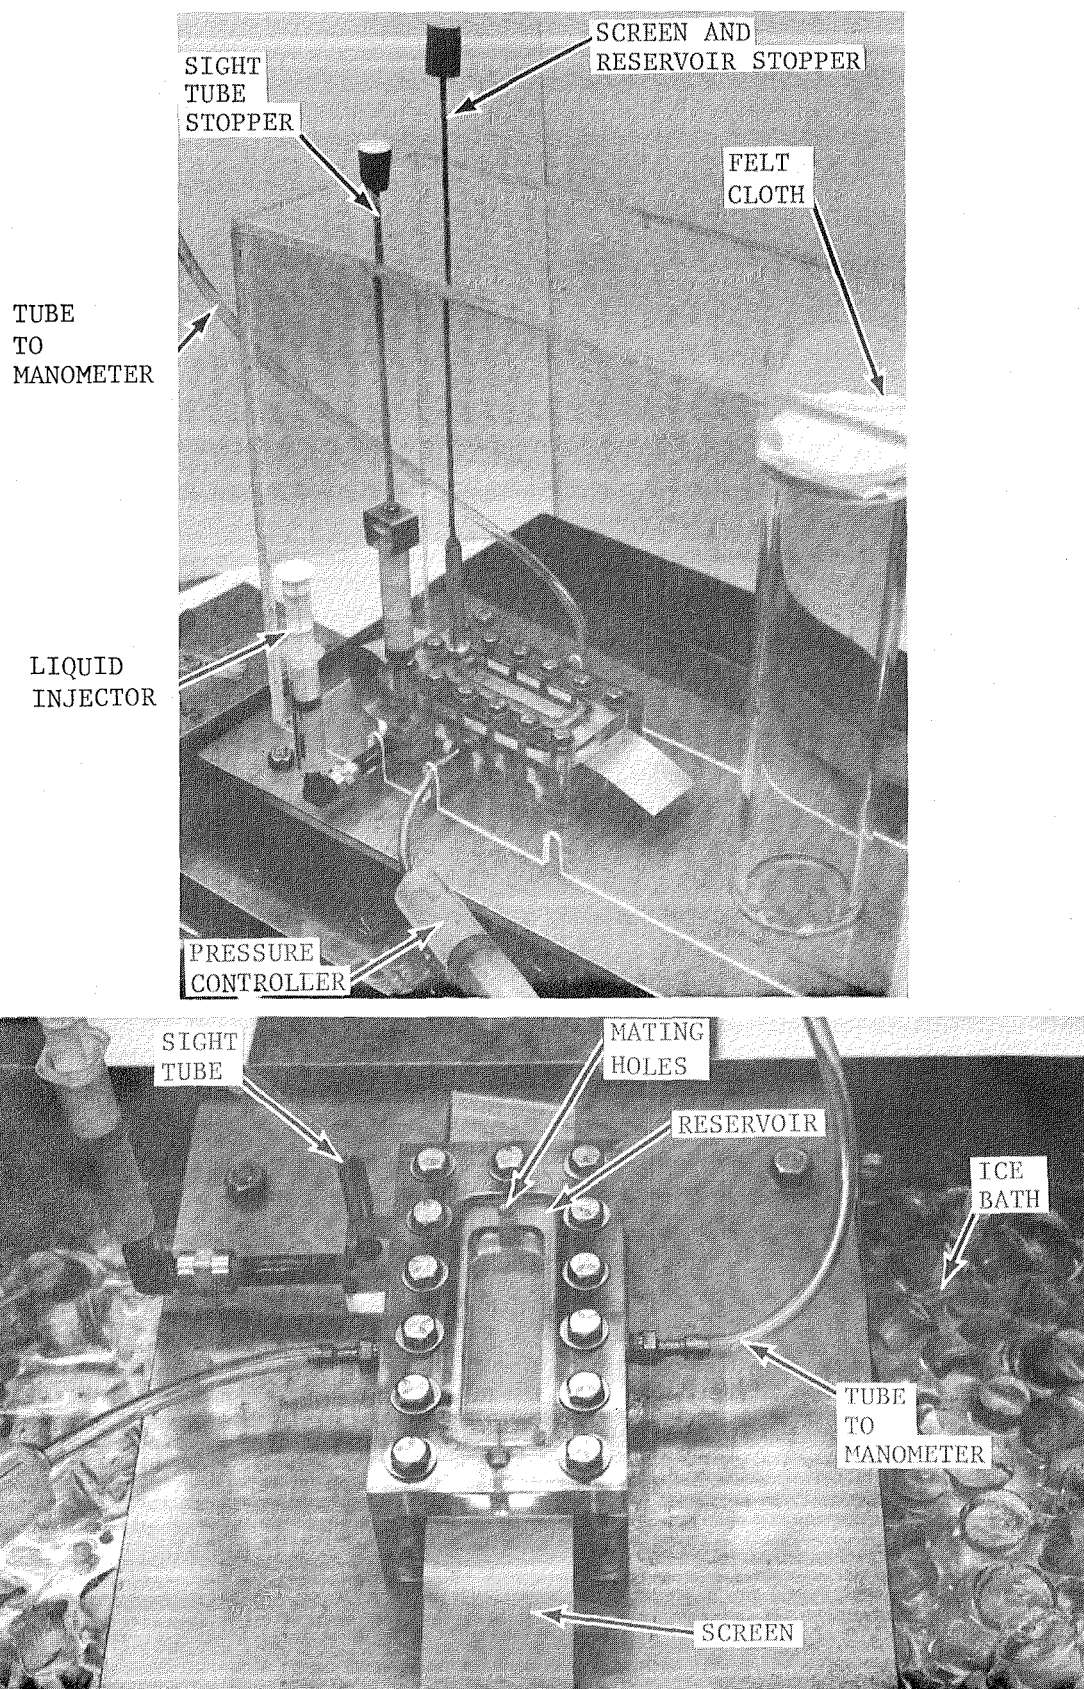 SCREEN AND
RESERVOIR STOPPER
SIGHT
TUBE
STOPPER
FELT
CLOTH
TUBE
TO
MANOMETER
LIQUID
INJECTOR
PRESSURE
CONTROLLER
SIGHT
TUBE
MATING
HOLES
RESERVOIR
ICE
BATH
TUBE
TO
MANOMETER
SCREEN